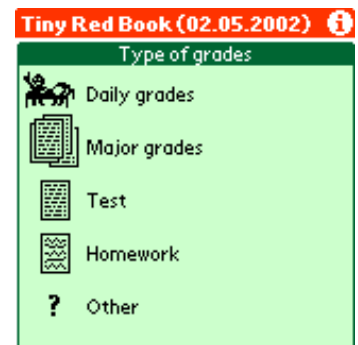 Tiny Red Book (02.05.2002) i
Type of grades
Daily grades
Major grades
Test
Homework
? Other